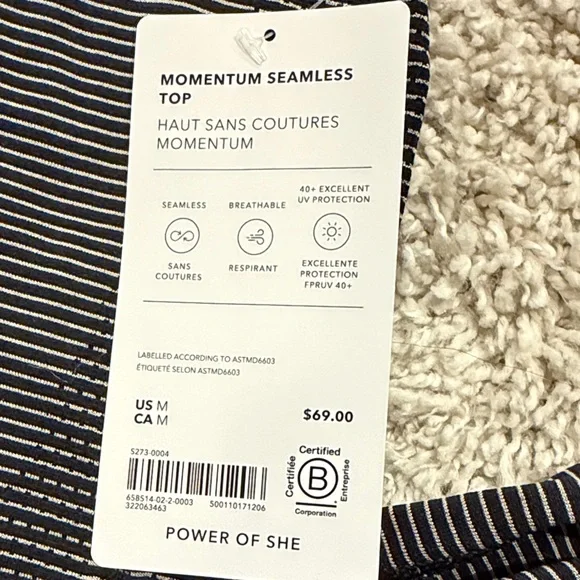 MOMENTUM SEAMLESS
TOP
HAUT SANS COUTURES
MOMENTUM
SEAMLESS
SANS
COUTURES
BREATHABLE
RESPIRANT
40+ EXCELLENT
UV PROTECTION
EXCELLENTE
PROTECTION
FPRUV 40+
LABELLED ACCORDING TO ASTMD6603
ÉTIQUETÉ SELON ASTMD6603
US M
CA M
$69.00
S273-0004
658514-02-2-0003 500110171206
322063463
Certified
Certifiée
B
Entreprise
Corporation
POWER OF SHE